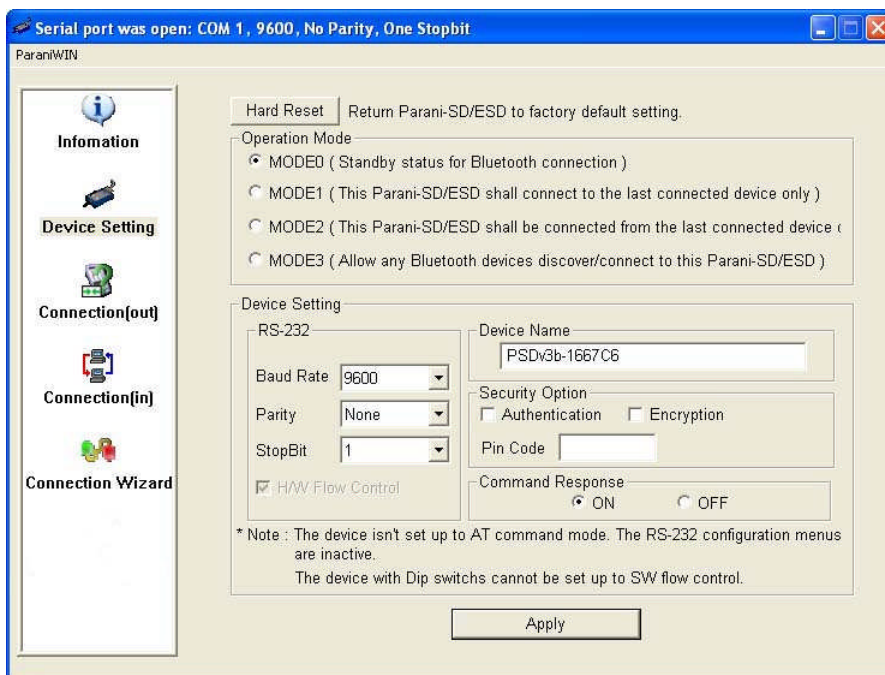 Serial port was open: COM 1, 9600, No Parity, One Stopbit
ParaniWIN
Infomation
Device Setting
Connection(out)
Connection(in)
Connection Wizard
Hard Reset Return Parani-SD/ESD to factory default setting.
Operation Mode
MODE0 ( Standby status for Bluetooth connection )
MODE1 ( This Parani-SD/ESD shall connect to the last connected device only )
MODE2 ( This Parani-SD/ESD shall be connected from the last connected device
MODE3 ( Allow any Bluetooth devices discover/connect to this Parani-SD/ESD )
Device Setting
RS-232
Baud Rate 9600
Parity None
StopBit 1
H/W Flow Control
Device Name
PSDv3b-1667C6
Security Option
Authentication Encryption
Pin Code
Command Response
ON OFF
* Note : The device isn't set up to AT command mode. The RS-232 configuration menus
are inactive.
The device with Dip switchs cannot be set up to SW flow control.
Apply